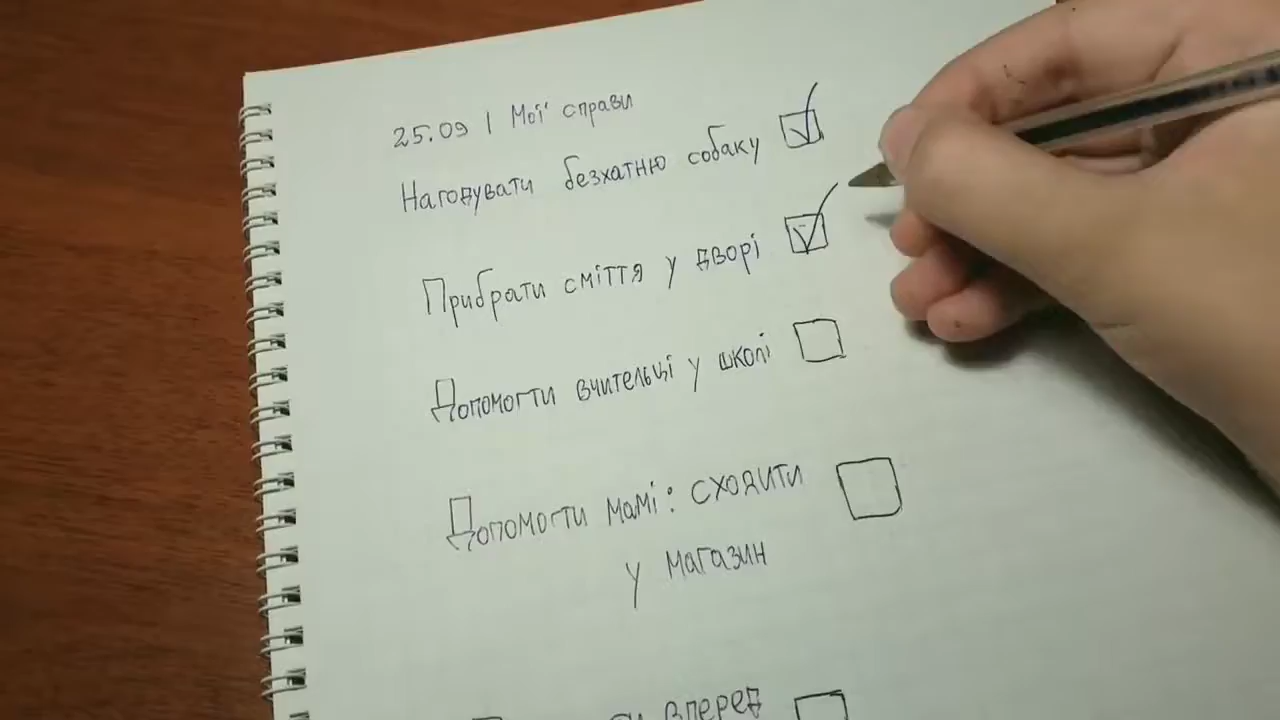 25.09 | Мої справи
Нагодувати безхатню собаку
Прибрати сміття у дворі
Допомогти вчительці у школі
Допомогти мамі: сходити
у магазин
вперед